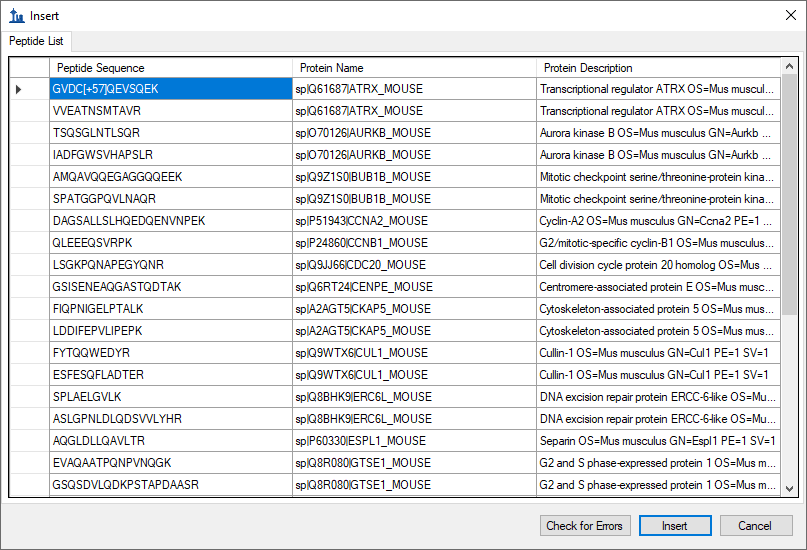 Insert
Peptide List
Peptide Sequence Protein Name Protein Description
GVDC[+57]QEVSQEK sp|Q61687|ATRX_MOUSE Transcriptional regulator ATRX OS=Mus muscul...
VVEATNSMTAVR sp|Q61687|ATRX_MOUSE Transcriptional regulator ATRX OS=Mus muscul...
TSQSGLNTLSQR sp|O70126|AURKB_MOUSE Aurora kinase B OS=Mus musculus GN=Aurkb ...
IADFGWSVHAPSLR sp|O70126|AURKB_MOUSE Aurora kinase B OS=Mus musculus GN=Aurkb ...
AMQAVQQEGAGGQQEEK sp|Q9Z1S0|BUB1B_MOUSE Mitotic checkpoint serine/threonine-protein kina...
SPATGGPQVLNAQR sp|Q9Z1S0|BUB1B_MOUSE Mitotic checkpoint serine/threonine-protein kina...
DAGSALLSLHQEDQENVNPEK sp|P51943|CCNA2_MOUSE Cyclin-A2 OS=Mus musculus GN=Ccna2 PE=1 ...
QLEEEQSVRPK sp|P24860|CCNB1_MOUSE G2/mitotic-specific cyclin-B1 OS=Mus musculu...
LSGKPQNAPEGYQNR sp|Q9JJ66|CDC20_MOUSE Cell division cycle protein 20 homolog OS=Mus ...
GSISENEAQGASTQDTAK sp|Q6RT24|CENPE_MOUSE Centromere-associated protein E OS=Mus musc...
FIQPNIGELPTALK sp|A2AGT5|CKAP5_MOUSE Cytoskeleton-associated protein 5 OS=Mus mus...
LDDIFEPVLIPEPK sp|A2AGT5|CKAP5_MOUSE Cytoskeleton-associated protein 5 OS=Mus mus...
FYTQQWEDYR sp|Q9WTX6|CUL1_MOUSE Cullin-1 OS=Mus musculus GN=Cul1 PE=1 SV=1
ESFESQFLADTER sp|Q9WTX6|CUL1_MOUSE Cullin-1 OS=Mus musculus GN=Cul1 PE=1 SV=1
SPLAELGVLK sp|Q8BHK9|ERC6L_MOUSE DNA excision repair protein ERCC-6-like OS=Mu...
ASLGPNLDLQDSVVLYHR sp|Q8BHK9|ERC6L_MOUSE DNA excision repair protein ERCC-6-like OS=Mu...
AQGLDLLQAVLTR sp|P60330|ESPL1_MOUSE Separin OS=Mus musculus GN=Espl1 PE=1 SV=1
EVAQAATPQNPVNQGK sp|Q8R080|GTSE1_MOUSE G2 and S phase-expressed protein 1 OS=Mus m...
GSQSDVLQDKPSTAPDAASR sp|Q8R080|GTSE1_MOUSE G2 and S phase-expressed protein 1 OS=Mus m...
Check for Errors Insert Cancel